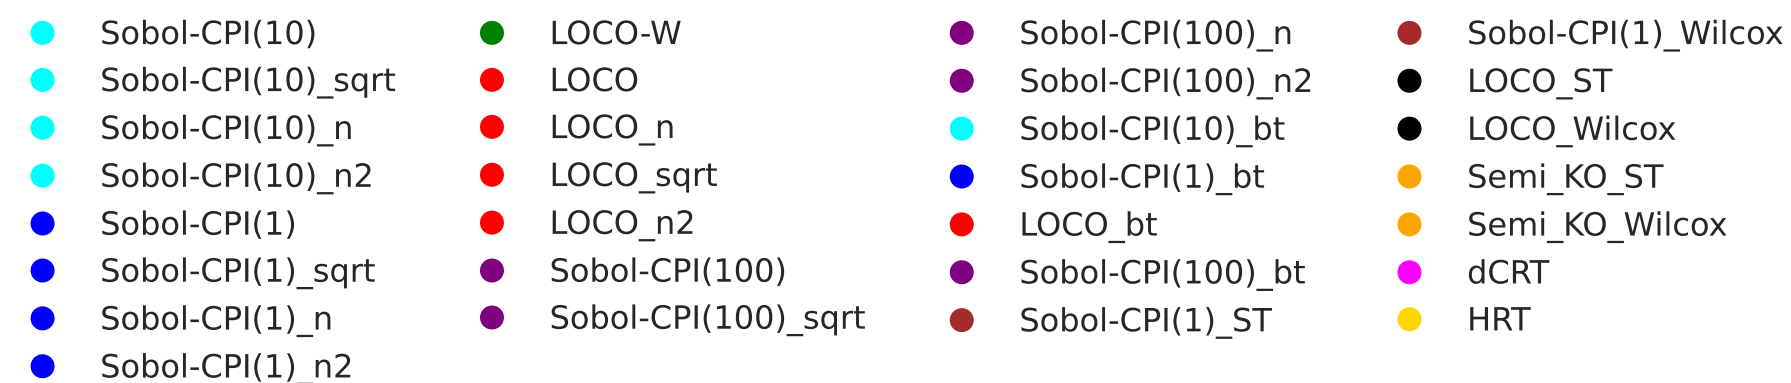 Sobol-CPI(10)
Sobol-CPI(10)_sqrt
Sobol-CPI(10)_n
Sobol-CPI(10)_n2
Sobol-CPI(1)
Sobol-CPI(1)_sqrt
Sobol-CPI(1)_n
Sobol-CPI(1)_n2
LOCO-W
LOCO
LOCO_n
LOCO_sqrt
LOCO_n2
Sobol-CPI(100)
Sobol-CPI(100)_sqrt
Sobol-CPI(100)_n
Sobol-CPI(100)_n2
Sobol-CPI(10)_bt
Sobol-CPI(1)_bt
LOCO_bt
Sobol-CPI(100)_bt
Sobol-CPI(1)_ST
Sobol-CPI(1)_Wilcox
LOCO_ST
LOCO_Wilcox
Semi_KO_ST
Semi_KO_Wilcox
dCRT
HRT